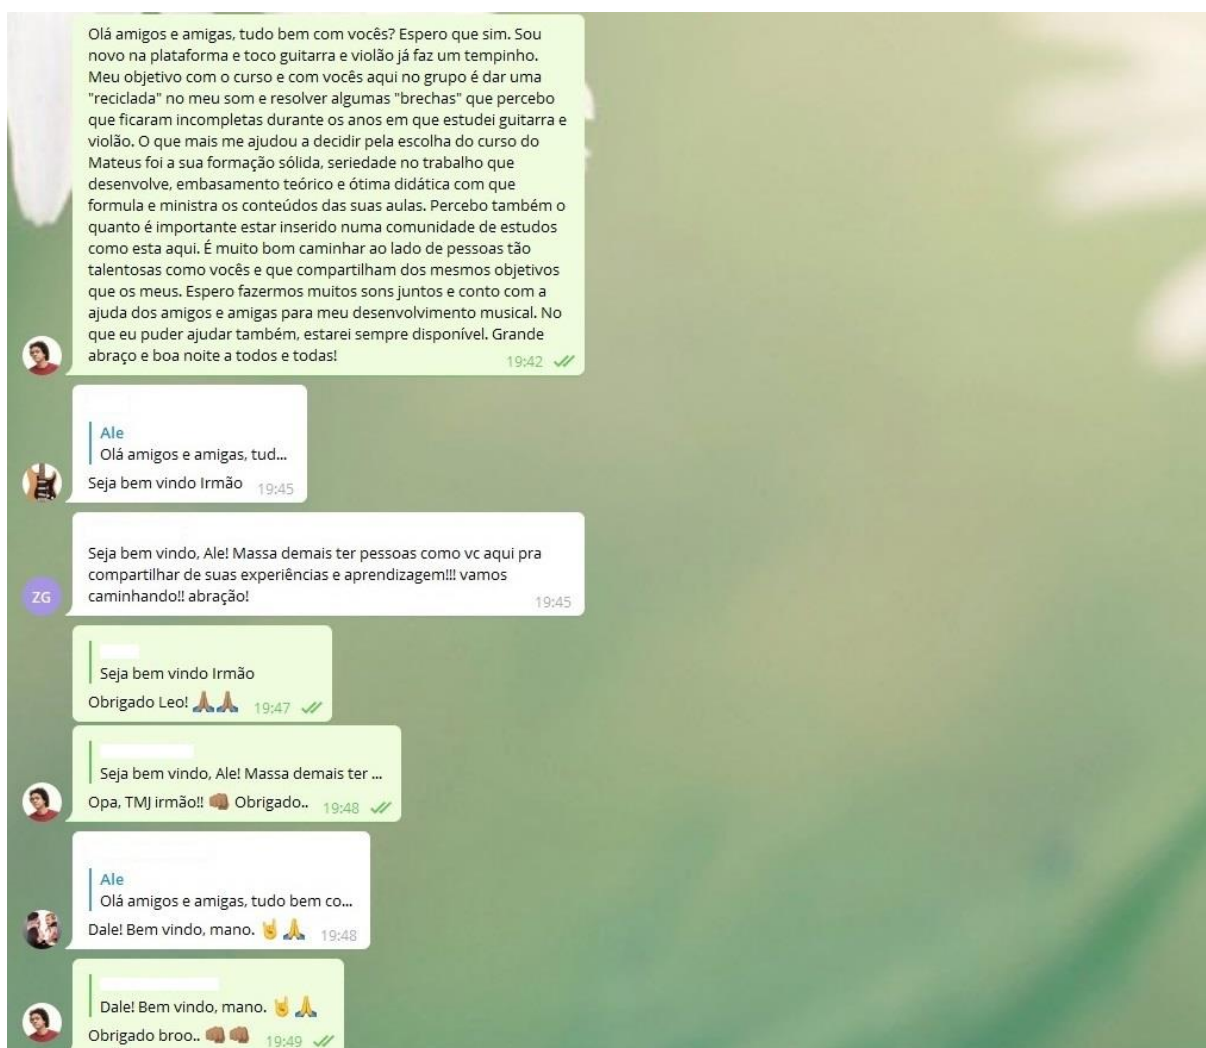 Olá amigos e amigas, tudo bem com vocês? Espero que sim. Sou
novo na plataforma e toco guitarra e violão já faz um tempinho.
Meu objetivo com o curso e com vocês aqui no grupo é dar uma
"reciclada" no meu som e resolver algumas "brechas" que percebo
que ficaram incompletas durante os anos em que estudei guitarra e
violão. O que mais me ajudou a decidir pela escolha do curso do
Mateus foi a sua formação sólida, seriedade no trabalho que
desenvolve, embasamento teórico e ótima didática com que
formula e ministra os conteúdos das suas aulas. Percebo também o
quanto é importante estar inserido numa comunidade de estudos
como esta aqui. É muito bom caminhar ao lado de pessoas tão
talentosas como vocês e que compartilham dos mesmos objetivos
que os meus. Espero fazermos muitos sons juntos e conto com a
ajuda dos amigos e amigas para meu desenvolvimento musical. No
que eu puder ajudar também, estarei sempre disponível. Grande
abraço e boa noite a todos e todas!
19:42
Ale
Olá amigos e amigas, tud...
Seja bem vindo Irmão 19:45
Seja bem vindo, Ale! Massa demais ter pessoas como vc aqui pra
compartilhar de suas experiências e aprendizagem!!! vamos
caminhando!! abração!
ZG
19:45
Seja bem vindo Irmão
Obrigado Leo! 🙏🏽🙏🏽 19:47
Seja bem vindo, Ale! Massa demais ter ...
Opa, TMJ irmão!! 👊🏽 Obrigado.. 19:48
Ale
Olá amigos e amigas, tudo bem co...
Dale! Bem vindo, mano. 🤘🙏 19:48
Dale! Bem vindo, mano. 🤘🙏
Obrigado broo.. 👊🏽👊🏽 19:49